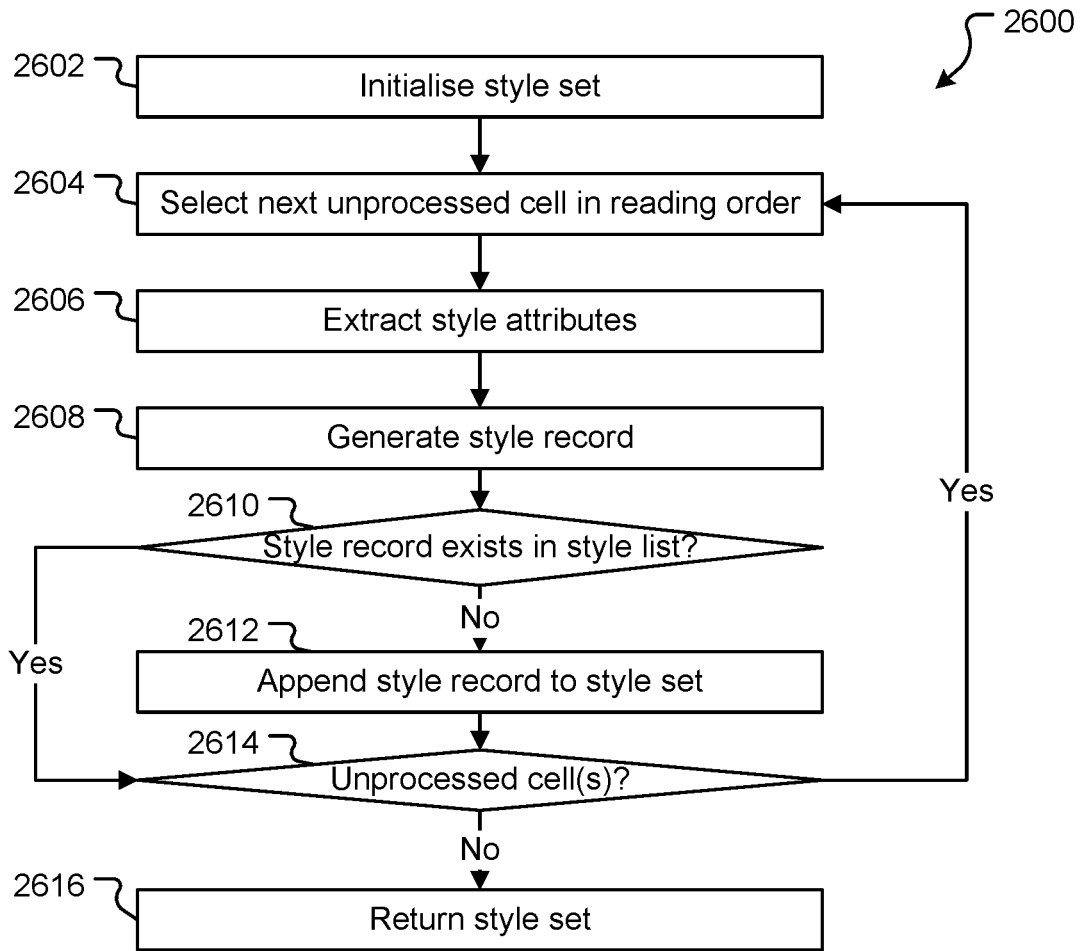 2600
2602
Initialise style set
2604
Select next unprocessed cell in reading order
2606
Extract style attributes
2608
Generate style record
Yes
2610
Style record exists in style list?
No
2612
Yes
Append style record to style set
2614
Unprocessed cell(s)?
No
2616
Return style set